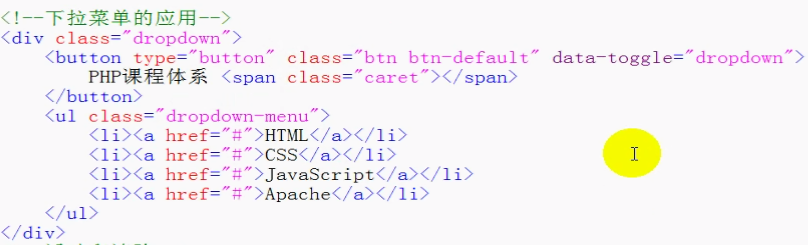 <!--下拉菜单的应用-->
<div class="dropdown">
    <button type="button" class="btn btn-default" data-toggle="dropdown">
        PHP课程体系 <span class="caret"></span>
    </button>
    <ul class="dropdown-menu">
        <li><a href="#">HTML</a></li>
        <li><a href="#">CSS</a></li>
        <li><a href="#">JavaScript</a></li>
        <li><a href="#">Apache</a></li>
    </ul>
</div>